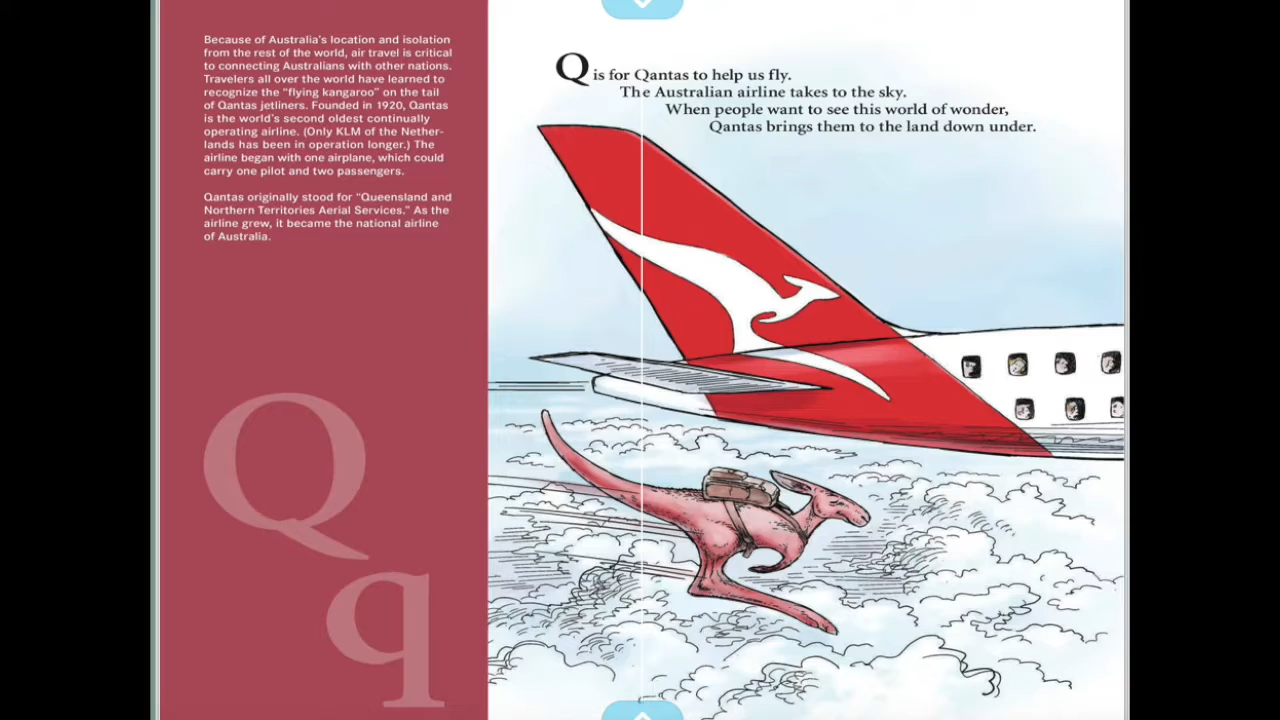 Because of Australia's location and isolation
from the rest of the world, air travel is critical
to connecting Australians with other nations.
Travelers all over the world have learned to
recognize the "flying kangaroo" on the tail
of Qantas jetliners. Founded in 1920, Qantas
is the world's second oldest continually
operating airline. (Only KLM of the Nether-
lands has been in operation longer.) The
airline began with one airplane, which could
carry one pilot and two passengers.
Qantas originally stood for "Queensland and
Northern Territories Aerial Services." As the
airline grew, it became the national airline
of Australia.
Q
q
Q is for Qantas to help us fly.
The Australian airline takes to the sky.
When people want to see this world of wonder,
Qantas brings them to the land down under.